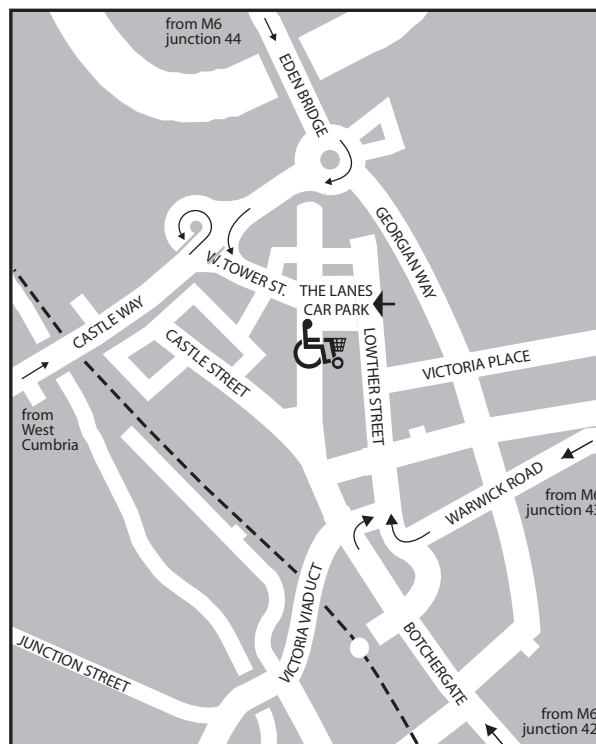 from M6
junction 44
EDEN BRIDGE
GEORGIAN WAY
W. TOWER ST.
THE LANES
CAR PARK
CASTLE WAY
CASTLE STREET
LOWTHER STREET
VICTORIA PLACE
from
West
Cumbria
WARWICK ROAD
from M6
junction 43
VICTORIA VIADUCT
BOTCHERGATE
JUNCTION STREET
from M6
junction 42